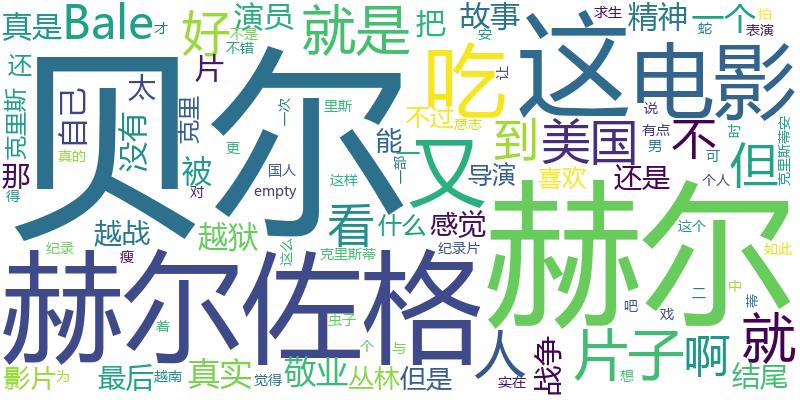 真是
Bale
好
演员
就是
把
故事
求生
精神
一个
拍
才
不是
不错
安
蛇
表演
还
片
吃
这
电影
让
克里斯
贝尔
太
自己
没有
克里
一次
里斯
不过
意志
说
有点
男
时
克里斯蒂安
那
得
真的
被
对
更
国人
empty
这样
能
一部
又
到
美国
不
但
可
个人
导演
喜欢
还是
越战
越狱
看
什么
感觉
赫尔
这个
如此
纪录
瘦
这么
克里斯蒂
纪录片
赫尔佐格
着
虫子
吧
戏
二
中
蒂
就
人
片子
啊
影片
为
最后
越南
真实
觉得
个
敬业
与
丛林
但是
实在
战争
想
结尾